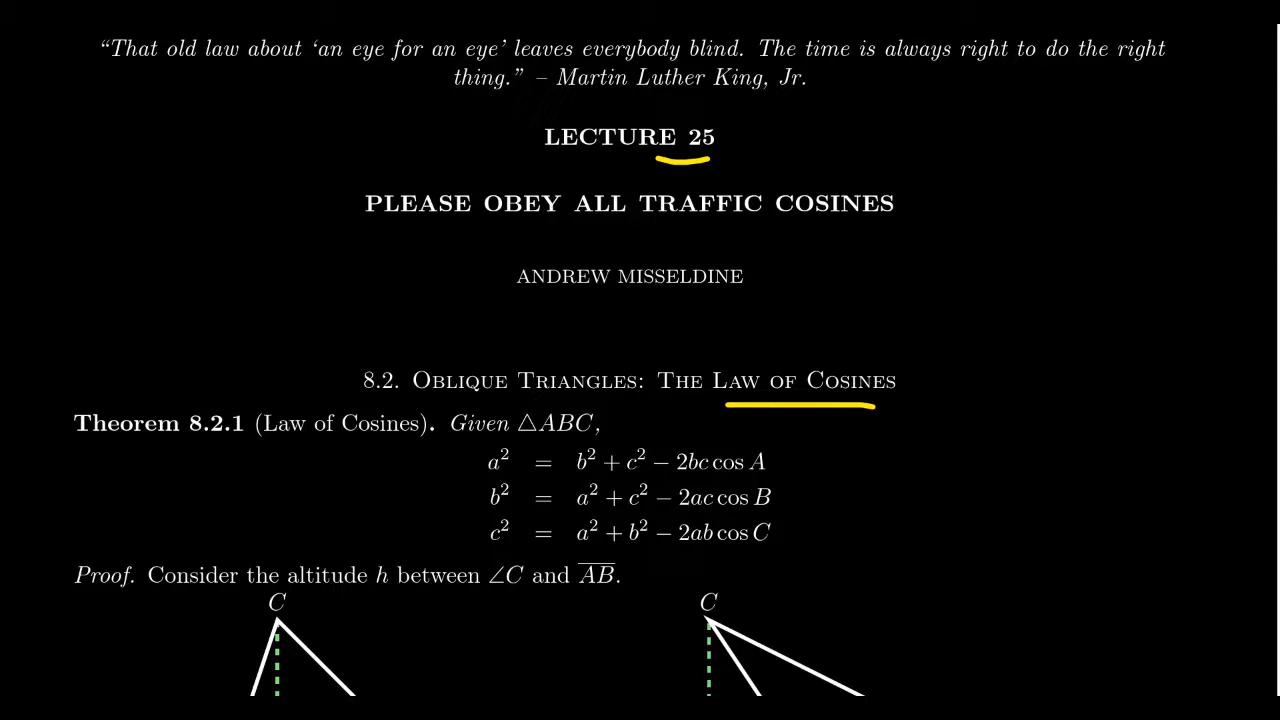 “That old law about ‘an eye for an eye’ leaves everybody blind. The time is always right to do the right
thing.” – Martin Luther King, Jr.
LECTURE 25
PLEASE OBEY ALL TRAFFIC COSINES
ANDREW MISSELDINE
8.2. Oblique Triangles: The Law of Cosines
Theorem 8.2.1 (Law of Cosines). Given △ABC,
a² = b² + c² − 2bc cos A
b² = a² + c² − 2ac cos B
c² = a² + b² − 2ab cos C
Proof. Consider the altitude h between ∠C and A̅B̅.
C C